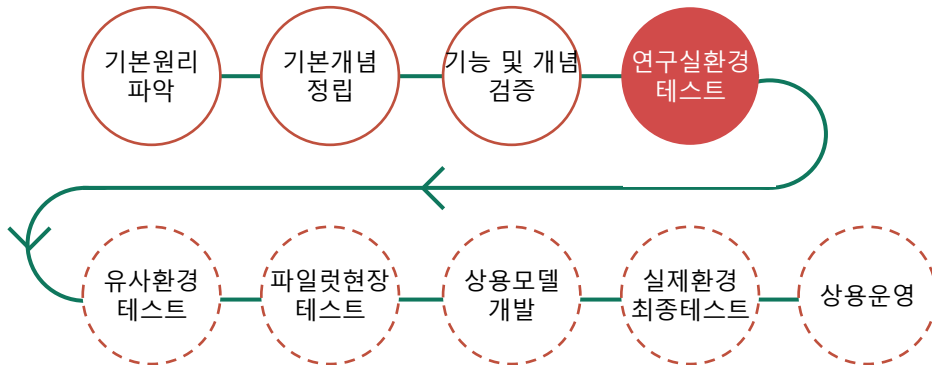 기본원리
파악
기본개념
정립
기능 및 개념
검증
연구실환경
테스트
유사환경
테스트
파일럿현장
테스트
상용모델
개발
실제환경
최종테스트
상용운영